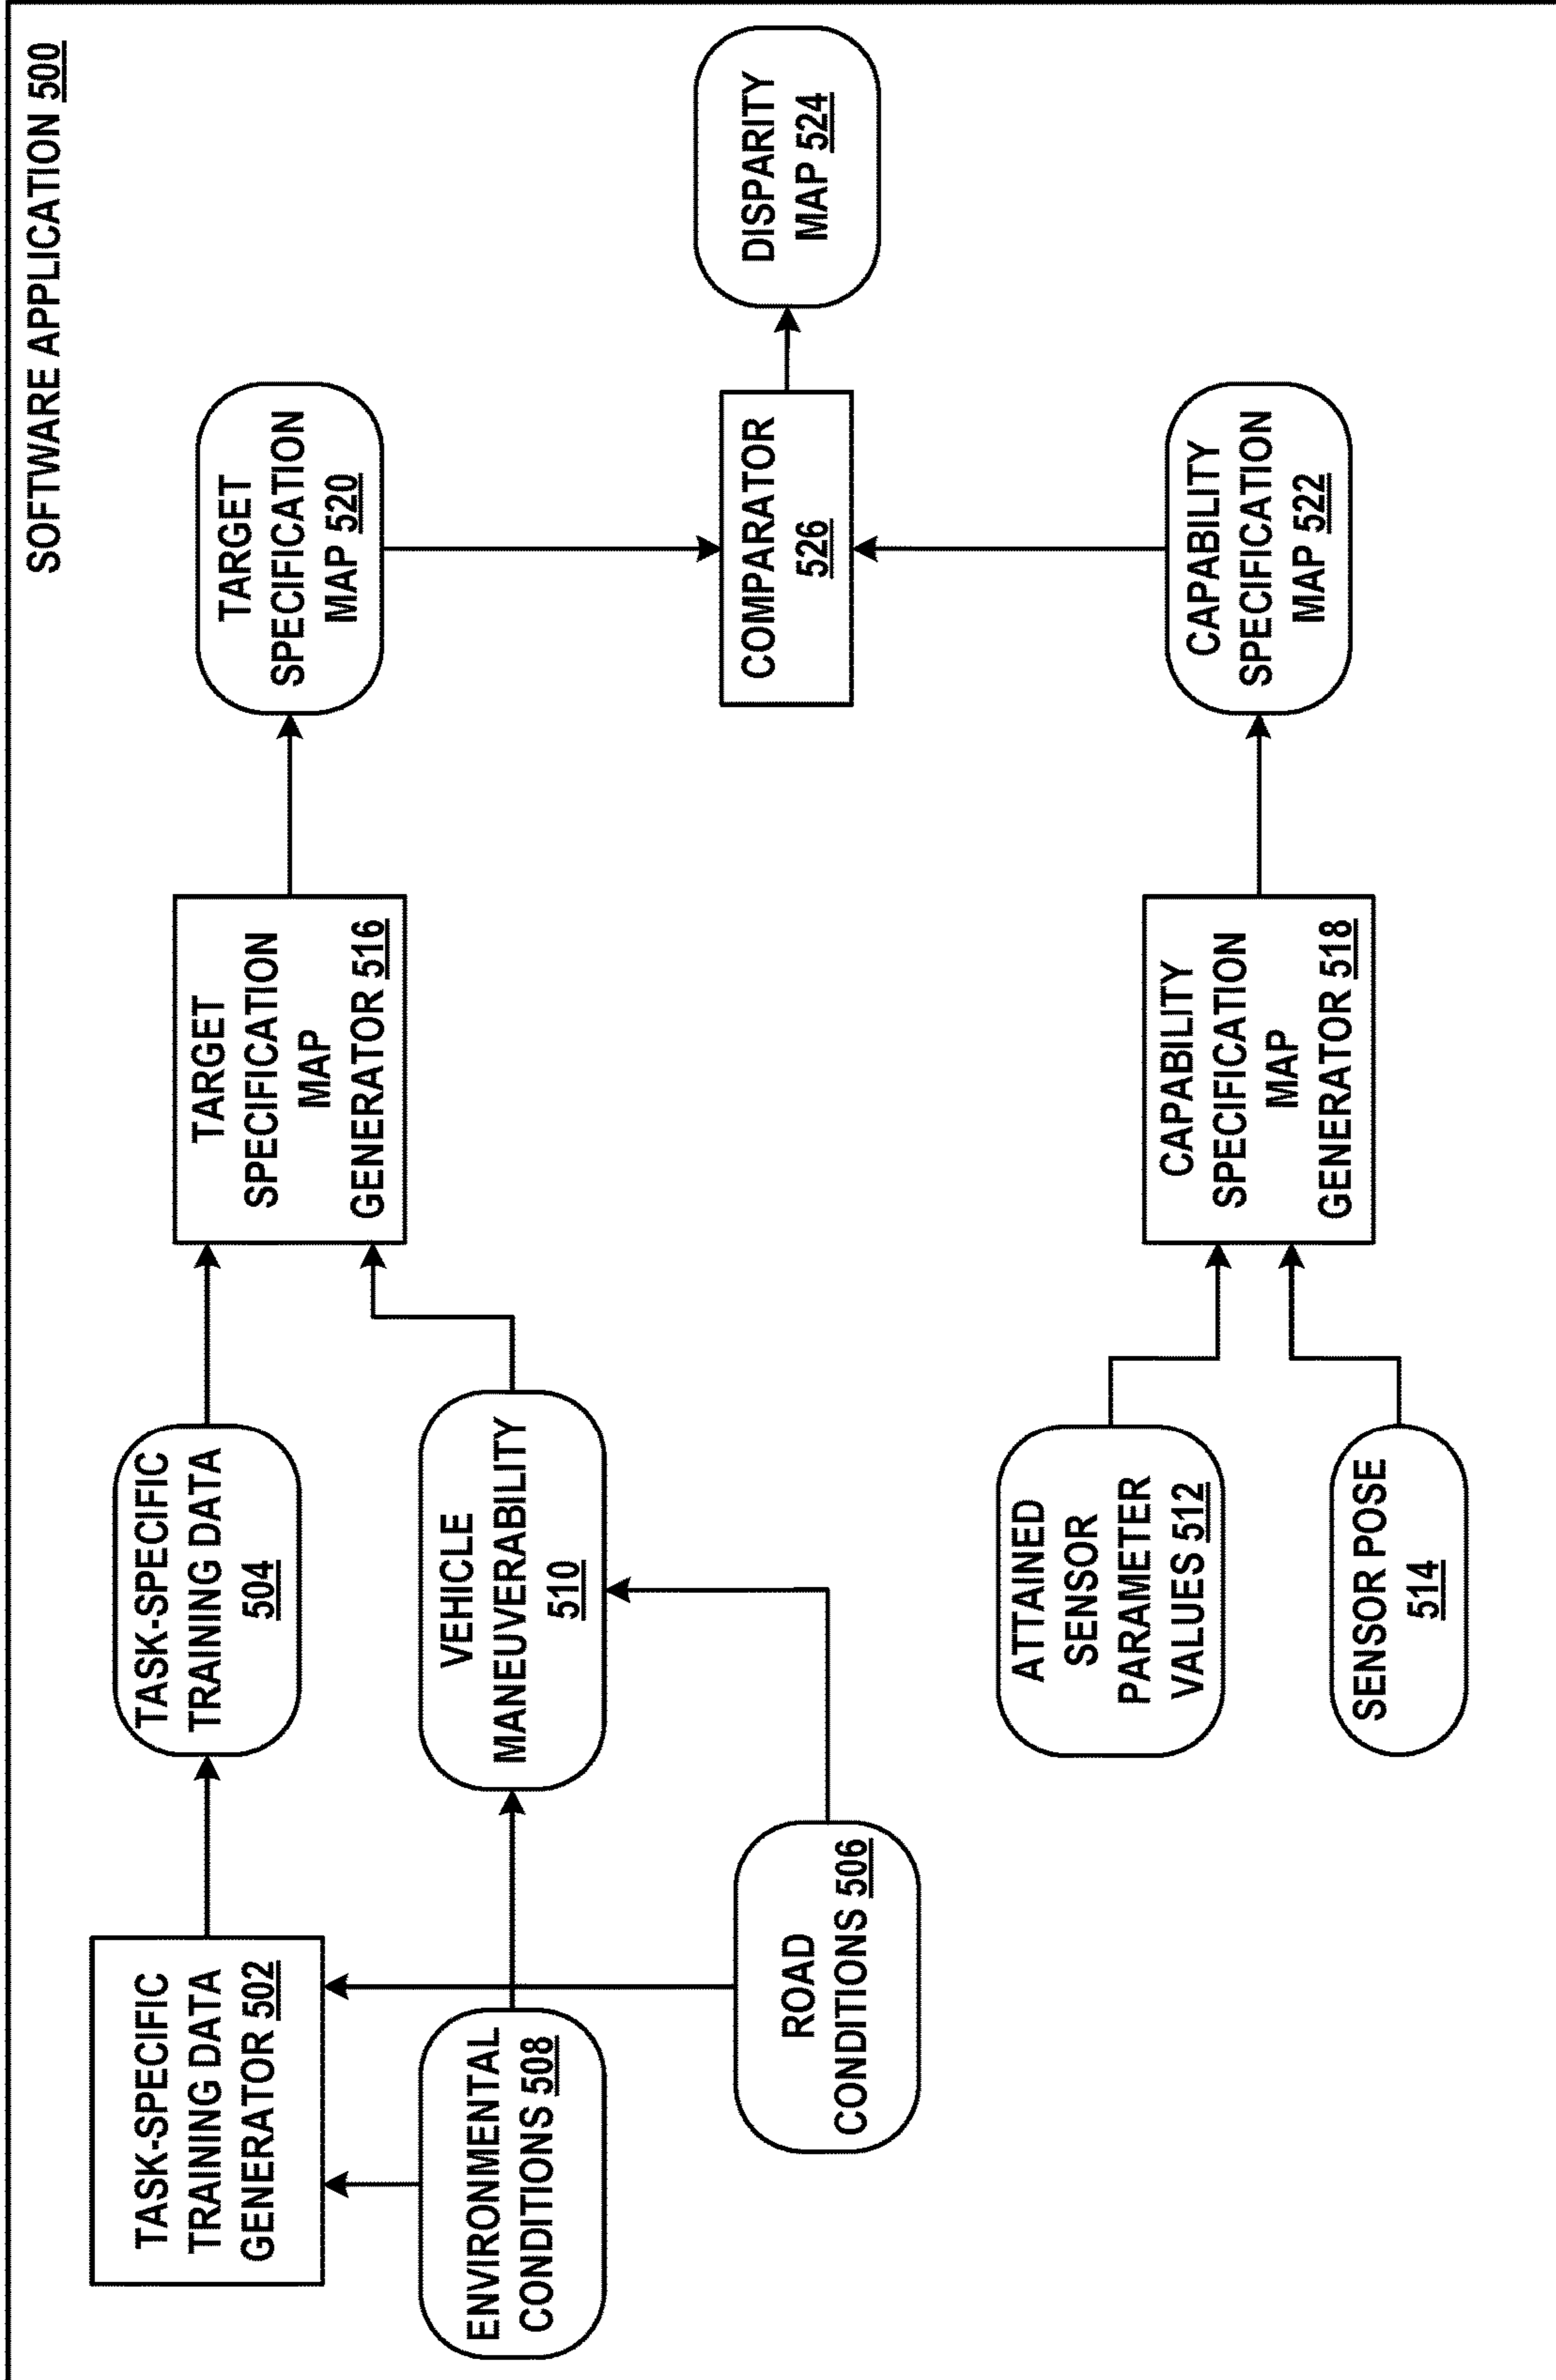 SOFTWARE APPLICATION 500
TASK-SPECIFIC
TRAINING DATA
GENERATOR 502
TASK-SPECIFIC
TRAINING DATA
504
TARGET
SPECIFICATION
MAP
GENERATOR 516
TARGET
SPECIFICATION
MAP 520
ENVIRONMENTAL
CONDITIONS 508
VEHICLE
MANEUVERABILITY
510
ROAD
CONDITIONS 506
COMPARATOR
526
DISPARITY
MAP 524
ATTAINED
SENSOR
PARAMETER
VALUES 512
SENSOR POSE
514
CAPABILITY
SPECIFICATION
MAP
GENERATOR 518
CAPABILITY
SPECIFICATION
MAP 522